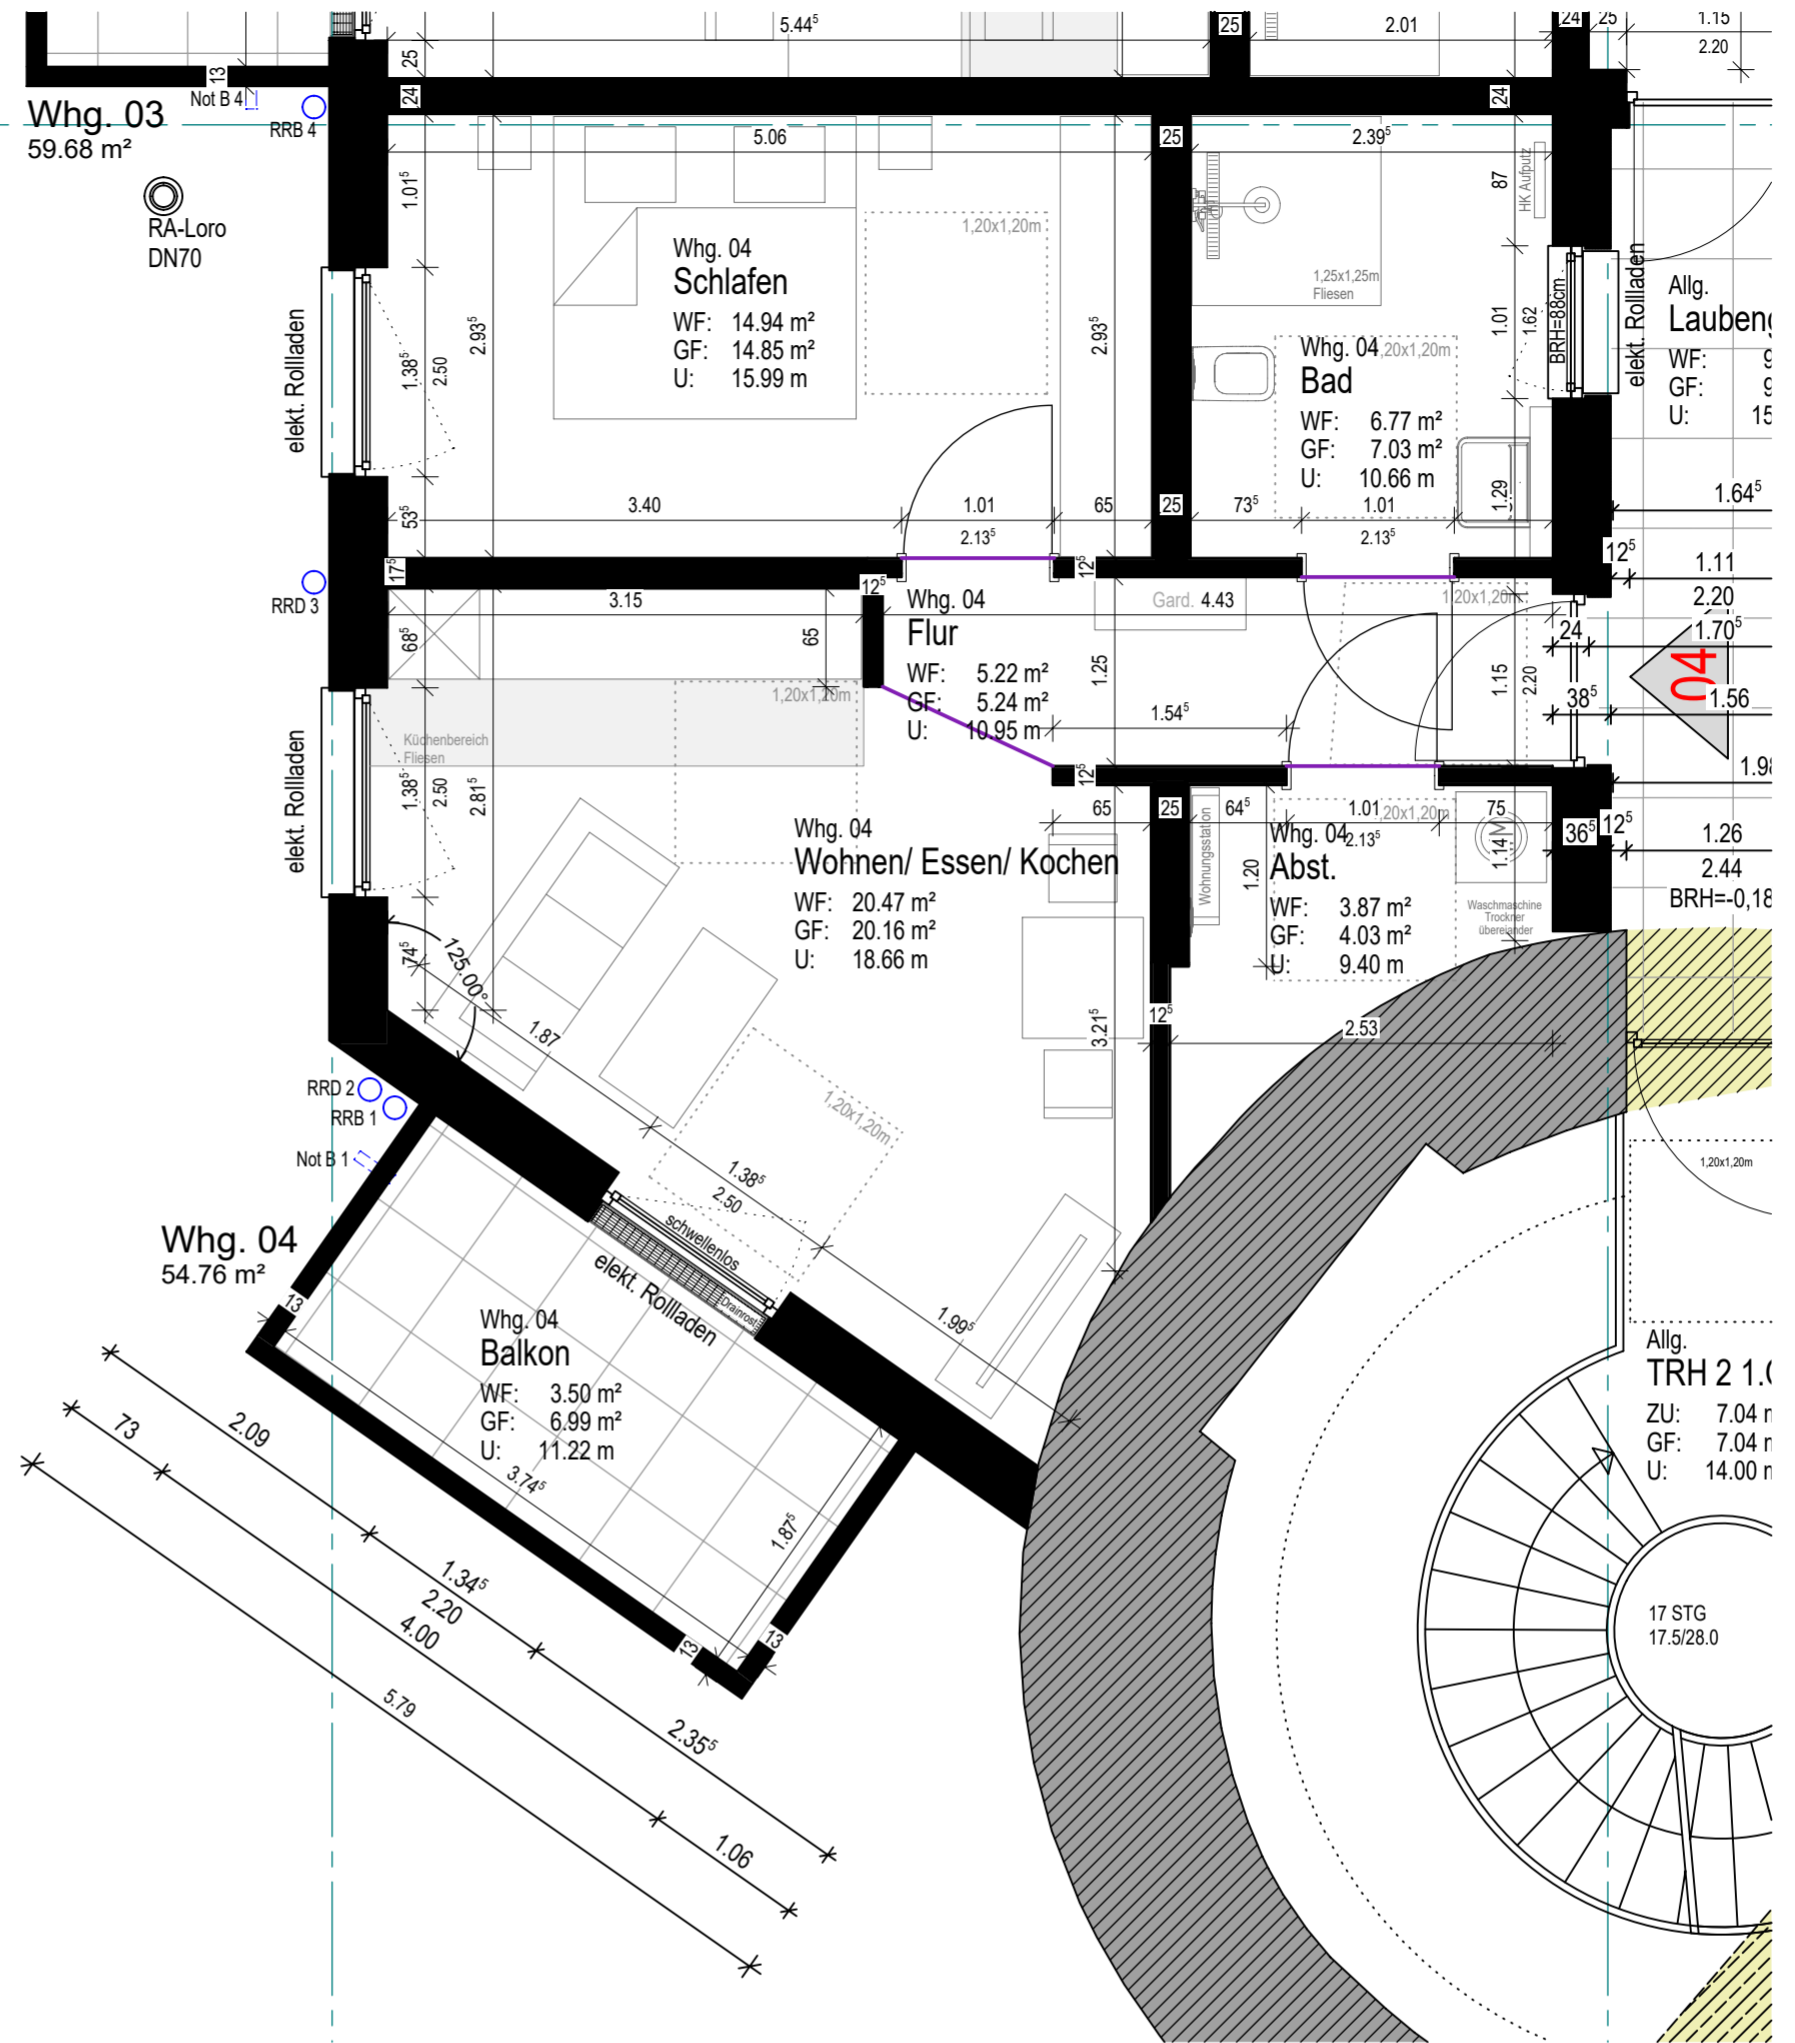 5.44⁵
25
2.01
24
25
1.15
2.20
25
13
Not B 4
24
24
Whg. 03
59.68 m²
RRB 4
RA-Loro
DN70
5.06
25
2.39⁵
1.01⁵
87
HK Aufputz
1,20x1,20m
Whg. 04
Schlafen
WF: 14.94 m²
GF: 14.85 m²
U: 15.99 m
1,25x1,25m
Fliesen
elekt. Rollladen
1.38⁵
2.50
2.93⁵
2.93⁵
1.01
1.62
BRH=88cm
elekt. Rollladen
Allg.
Laubeng
WF: 9
GF: 9
U: 15
Whg. 04
1,20x1,20m
Bad
WF: 6.77 m²
GF: 7.03 m²
U: 10.66 m
1.29
1.64⁵
53⁵
3.40
1.01
2.13⁵
65
25
73⁵
1.01
2.13⁵
12⁵
1.11
2.20
17⁵
12⁵
12⁵
RRD 3
3.15
68⁵
65
Whg. 04
Flur
WF: 5.22 m²
GF: 5.24 m²
U: 10.95 m
Gard.
4.43
1,20x1,20m
1.25
1.15
2.20
24
1.70⁵
04
38⁵
1.56
1.54⁵
1,20x1,20m
Küchenbereich
Fliesen
elekt. Rollladen
1.38⁵
2.50
2.81⁵
12⁵
1.98
65
25
64⁵
1.01
2.13⁵
1,20x1,20m
75
36⁵
12⁵
1.26
2.44
BRH=-0,18
Whg. 04
Wohnen/ Essen/ Kochen
WF: 20.47 m²
GF: 20.16 m²
U: 18.66 m
Wohnungsstation
1.20
Whg. 04
Abst.
WF: 3.87 m²
GF: 4.03 m²
U: 9.40 m
1.14
WM
Waschmaschine
Trockner
übereiander
74⁵
125.00°
1.87
3.21⁵
12⁵
2.53
RRD 2
RRB 1
Not B 1
1,20x1,20m
1.38⁵
2.50
schwellenlos
elekt. Rollladen
Drainrost
1,20x1,20m
Whg. 04
54.76 m²
13
1.99⁵
Whg. 04
Balkon
WF: 3.50 m²
GF: 6.99 m²
U: 11.22 m
3.74⁵
1.87⁵
13
13
Allg.
TRH 2 1.O
ZU: 7.04 m
GF: 7.04 m
U: 14.00 m
17 STG
17.5/28.0
2.09
73
1.34⁵
2.20
4.00
5.79
2.35⁵
1.06